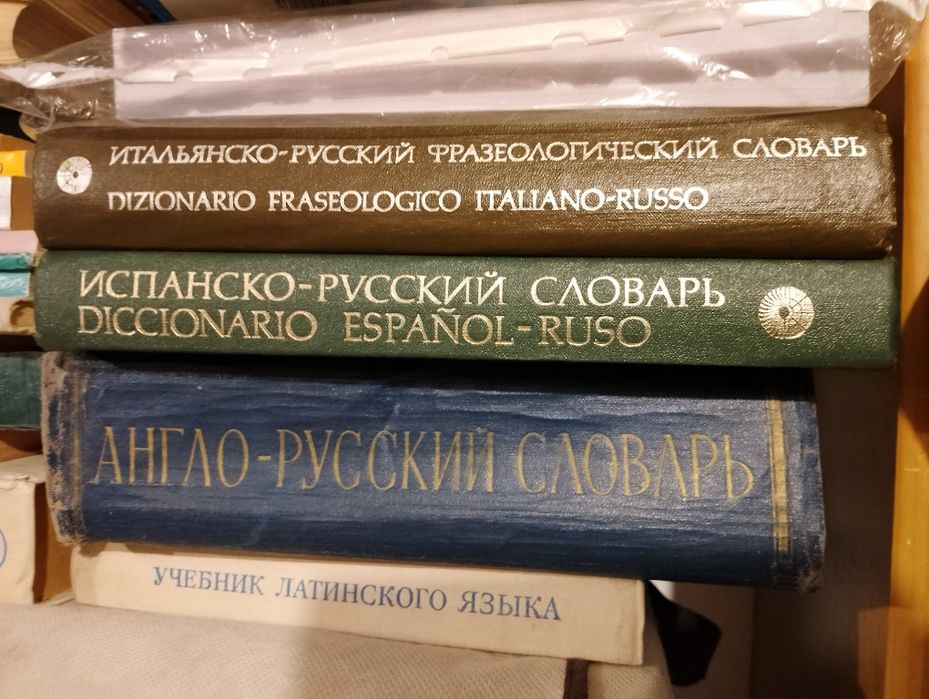 ИТАЛЬЯНСКО-РУССКИЙ ФРАЗЕОЛОГИЧЕСКИЙ СЛОВАРЬ
DIZIONARIO FRASEOLOGICO ITALIANO-RUSSO
ИСПАНСКО-РУССКИЙ СЛОВАРЬ
DICCIONARIO ESPAÑOL-RUSO
АНГЛО-РУССКИЙ СЛОВАРЬ
УЧЕБНИК ЛАТИНСКОГО ЯЗЫКА